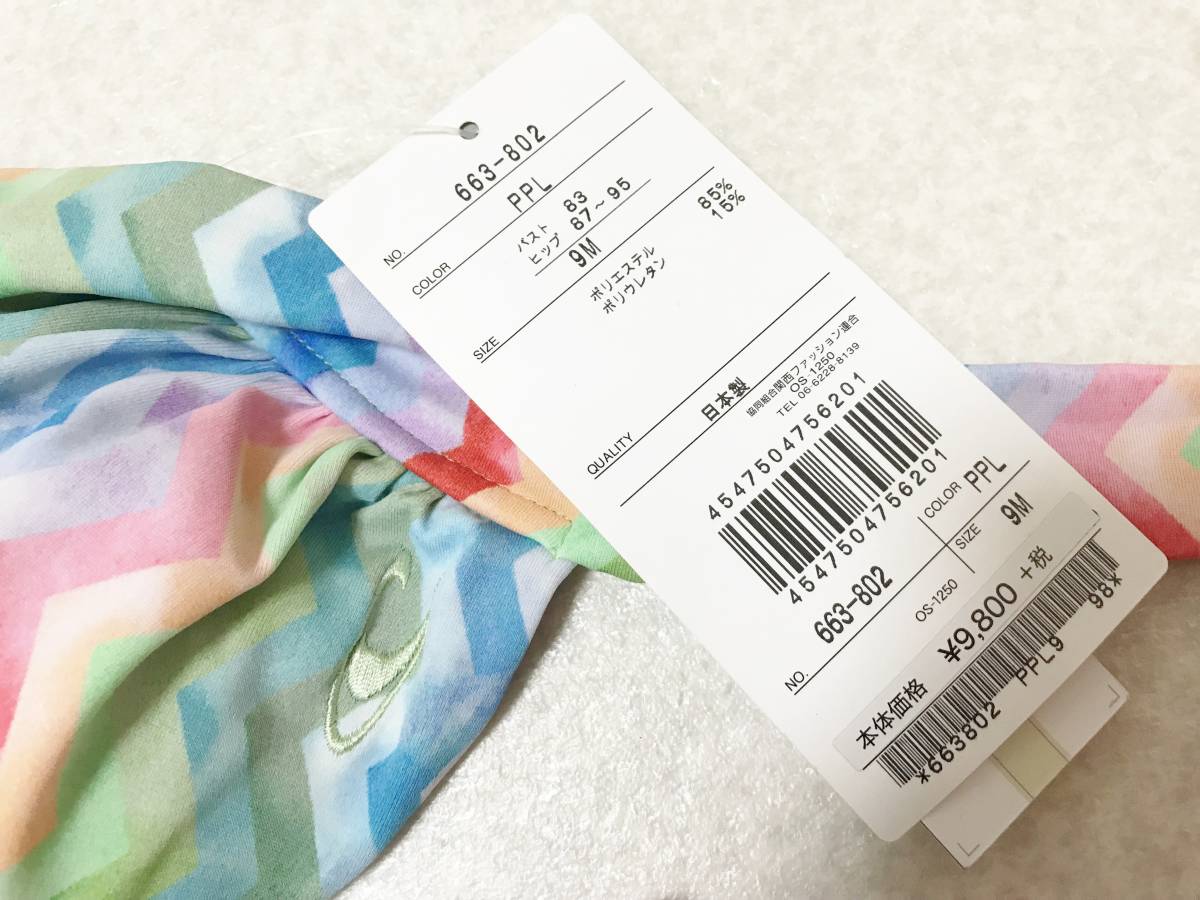 NO. 663-802
COLOR PPL
バスト 83
ヒップ 87～95
SIZE 9M
ポリエステル 85%
ポリウレタン 15%
QUALITY 日本製
協同組合関西ファッション連合
OS-1250
TEL 06-6228-8139
4547504756201
4547504756201
COLOR PPL
NO. 663-802
SIZE 9M
OS-1250
本体価格 ¥9,800 +税
*663802 PPL9 98*